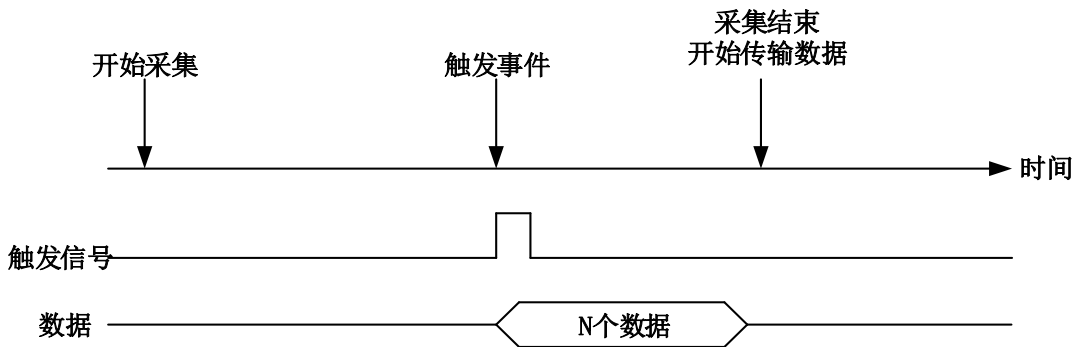 采集结束
开始传输数据
开始采集
触发事件
时间
触发信号
数据
N个数据